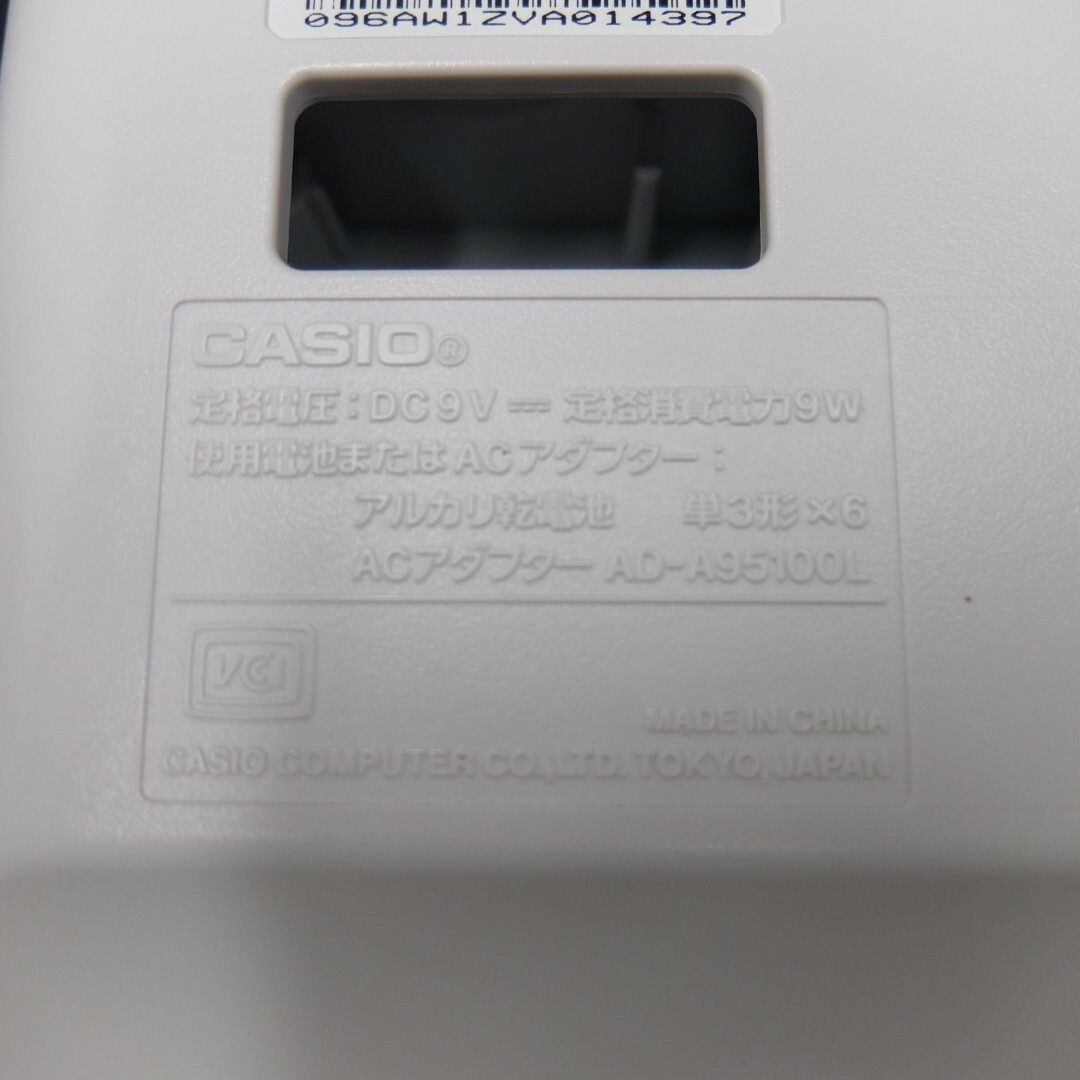 096AW1ZVA014397
CASIO®
定格電圧：DC9V⎓ 定格消費電力9W
使用電池またはACアダプター：
アルカリ乾電池 単3形×6
ACアダプター AD-A95100L
VCI
MADE IN CHINA
CASIO COMPUTER CO.,LTD. TOKYO, JAPAN